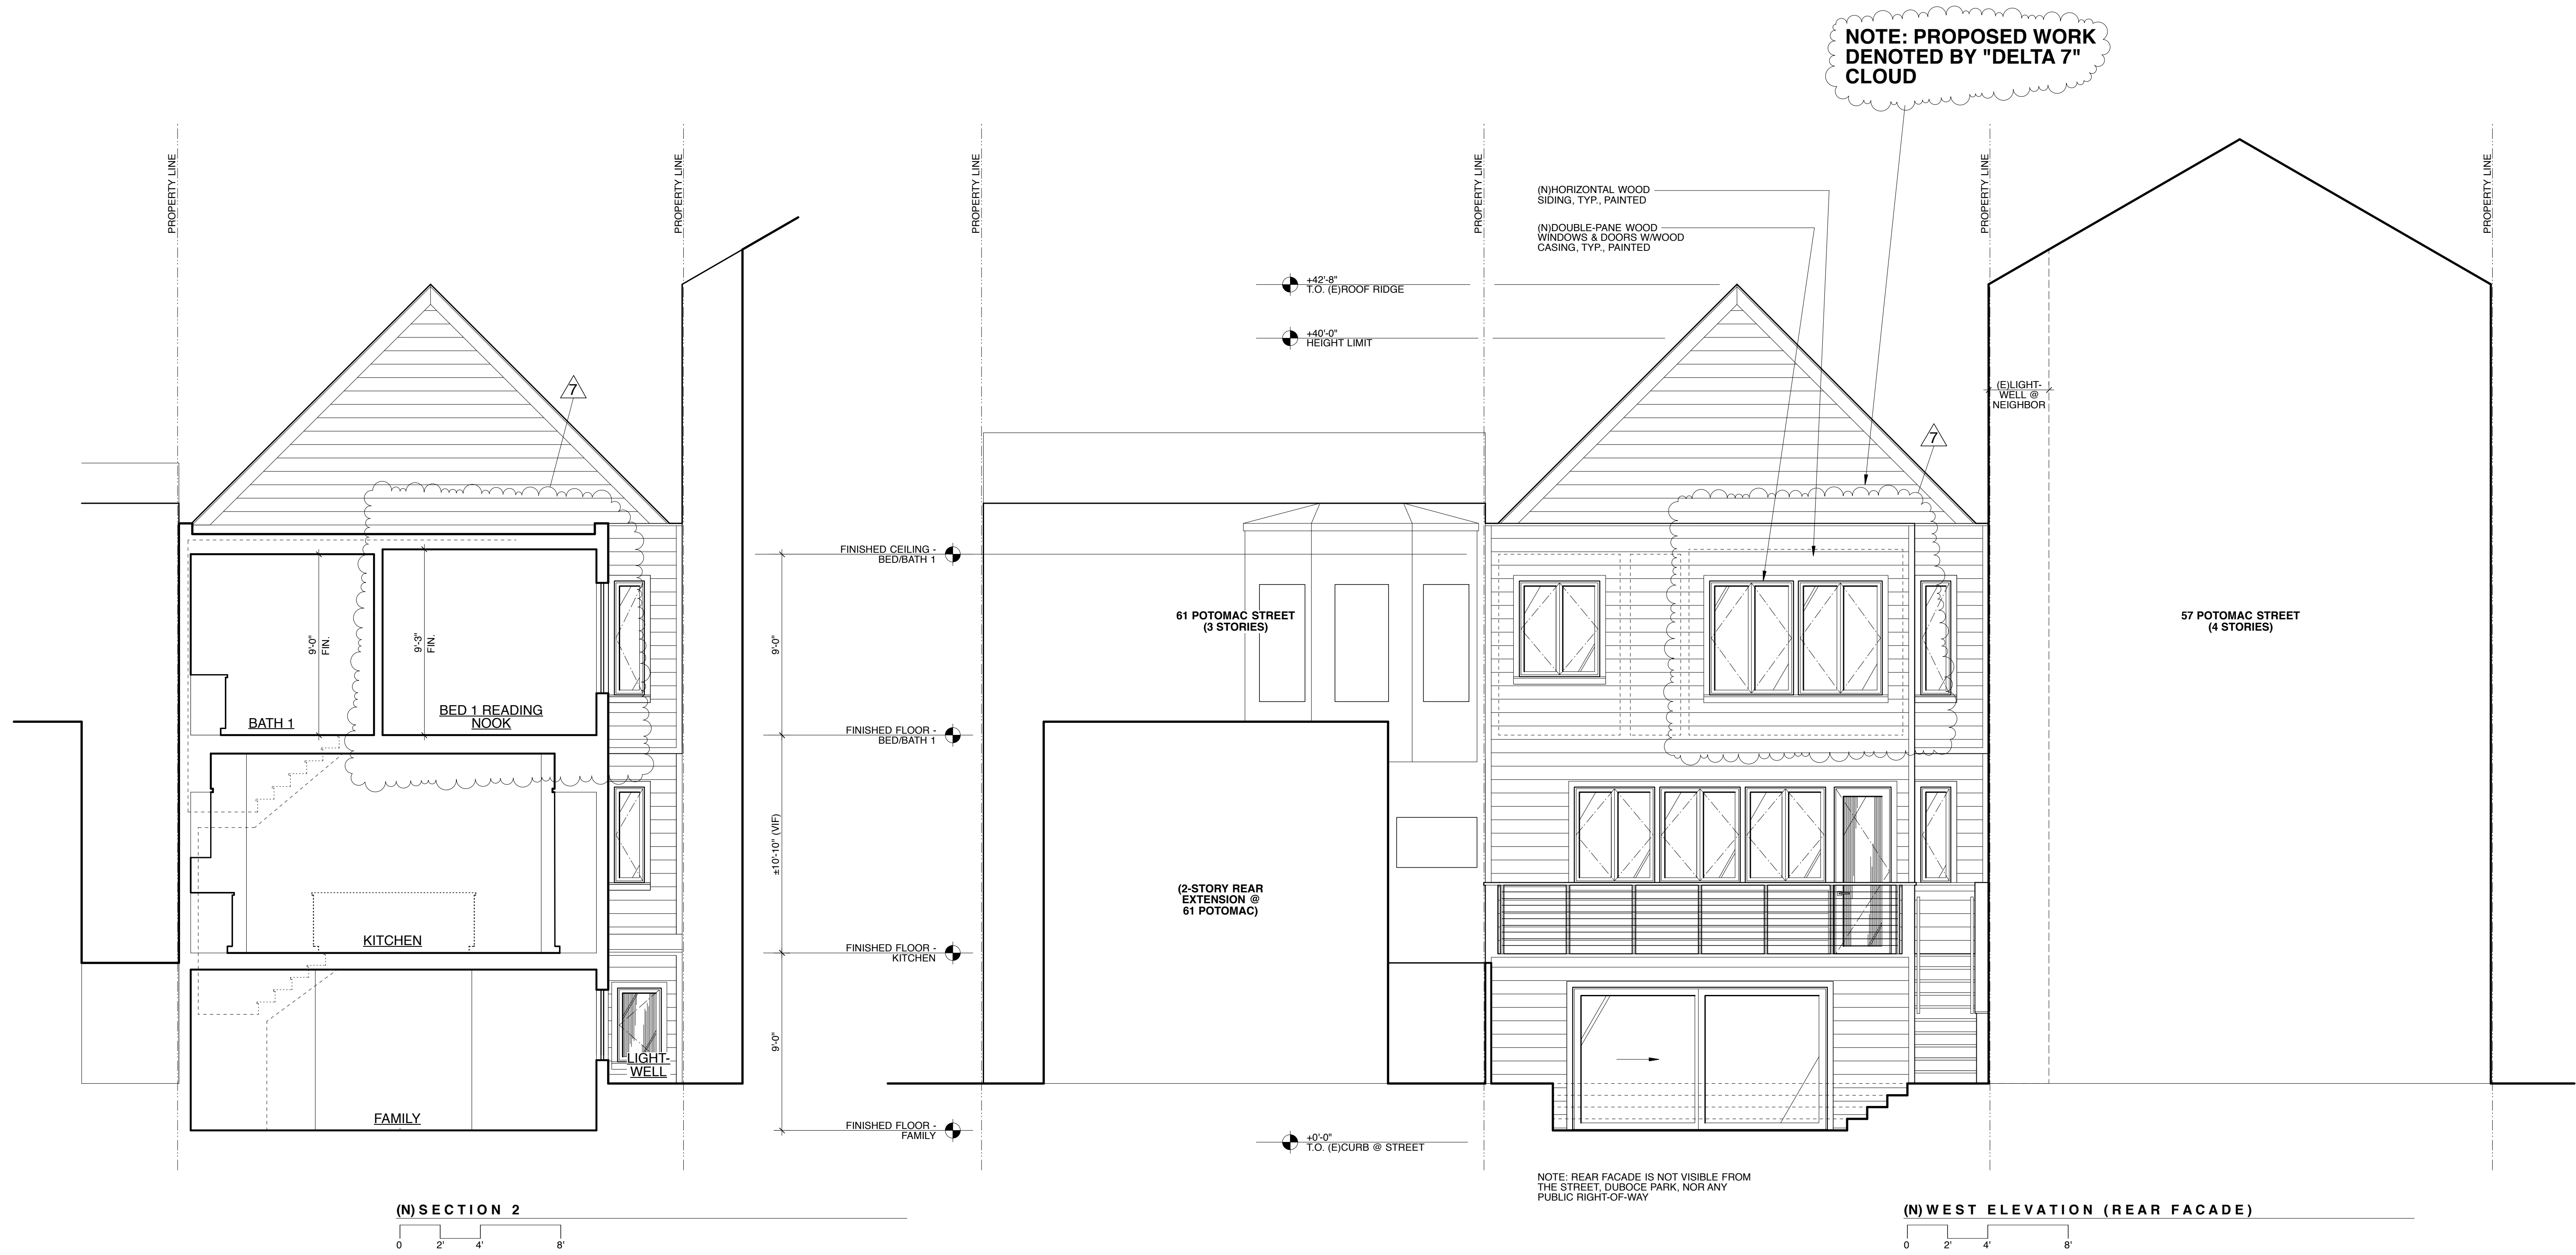 NOTE: PROPOSED WORK
DENOTED BY "DELTA 7"
CLOUD
PROPERTY LINE
PROPERTY LINE
PROPERTY LINE
PROPERTY LINE
PROPERTY LINE
PROPERTY LINE
(N)HORIZONTAL WOOD
SIDING, TYP., PAINTED
(N)DOUBLE-PANE WOOD
WINDOWS & DOORS W/WOOD
CASING, TYP., PAINTED
+42'-8"
T.O. (E)ROOF RIDGE
+40'-0"
HEIGHT LIMIT
7
(E)LIGHT-
WELL @
NEIGHBOR
7
FINISHED CEILING -
BED/BATH 1
9'-0"
FIN.
9'-3"
FIN.
9'-0"
61 POTOMAC STREET
(3 STORIES)
57 POTOMAC STREET
(4 STORIES)
BATH 1
BED 1 READING
NOOK
FINISHED FLOOR -
BED/BATH 1
±10'-10" (VIF)
(2-STORY REAR
EXTENSION @
61 POTOMAC)
KITCHEN
FINISHED FLOOR -
KITCHEN
9'-0"
LIGHT-
WELL
FAMILY
FINISHED FLOOR -
FAMILY
+0'-0"
T.O. (E)CURB @ STREET
NOTE: REAR FACADE IS NOT VISIBLE FROM
THE STREET, DUBOCE PARK, NOR ANY
PUBLIC RIGHT-OF-WAY
(N) SECTION 2
0 2' 4' 8'
(N) WEST ELEVATION (REAR FACADE)
0 2' 4' 8'